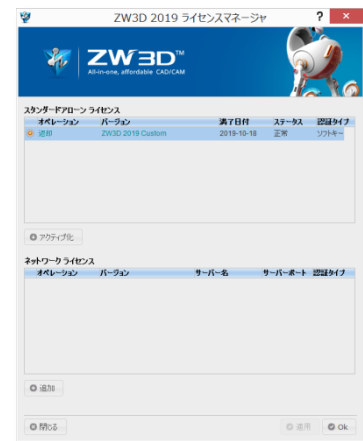 ZW3D 2019 ライセンスマネージャ ? ×
ZW3D™
All-in-one, affordable CAD/CAM
スタンダードアローン ライセンス
オペレーション バージョン 満了日付 ステータス 認証タイプ
返却 ZW3D 2019 Custom 2019-10-18 正常 ソフトキー
アクティブ化
ネットワーク ライセンス
オペレーション バージョン サーバー名 サーバーポート 認証タイプ
追加
閉じる 適用 Ok